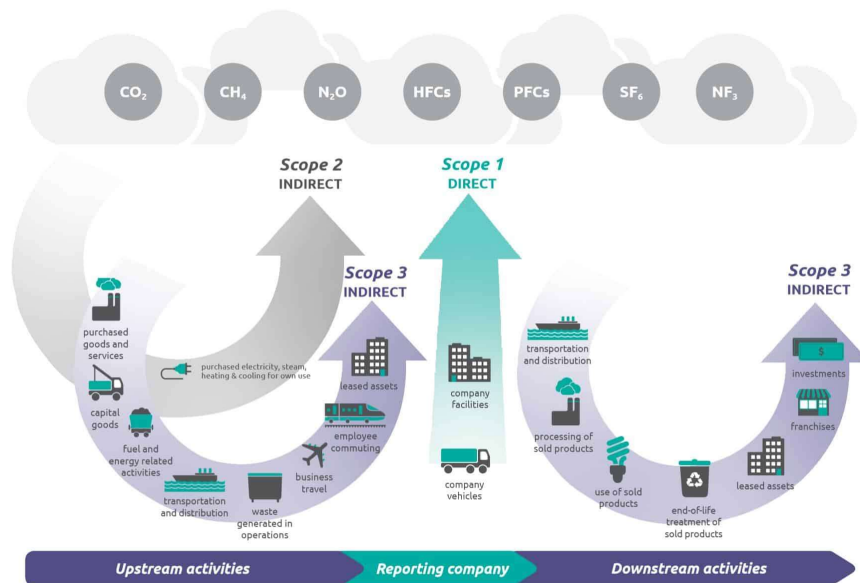 CO₂
CH₄
N₂O
HFCs
PFCs
SF₆
NF₃
Scope 2
INDIRECT
Scope 1
DIRECT
Scope 3
INDIRECT
Scope 3
INDIRECT
purchased
goods and
services
capital
goods
fuel and
energy related
activities
transportation
and distribution
waste
generated in
operations
business
travel
employee
commuting
leased assets
purchased electricity, steam,
heating & cooling for own use
company
facilities
company
vehicles
transportation
and distribution
processing of
sold products
use of sold
products
end-of-life
treatment of
sold products
leased assets
franchises
investments
$
Upstream activities
Reporting company
Downstream activities